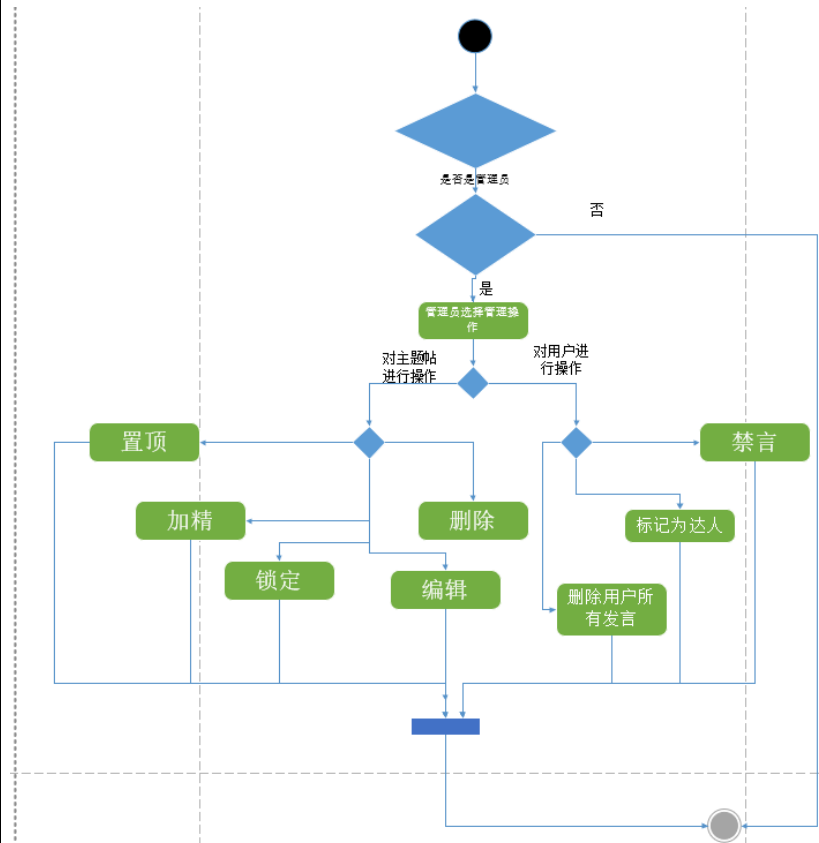 是否是管理员
否
是
管理员选择管理操
作
对主题帖
进行操作
对用户进
行操作
置顶
禁言
加精
删除
标记为达人
锁定
编辑
删除用户所
有发言